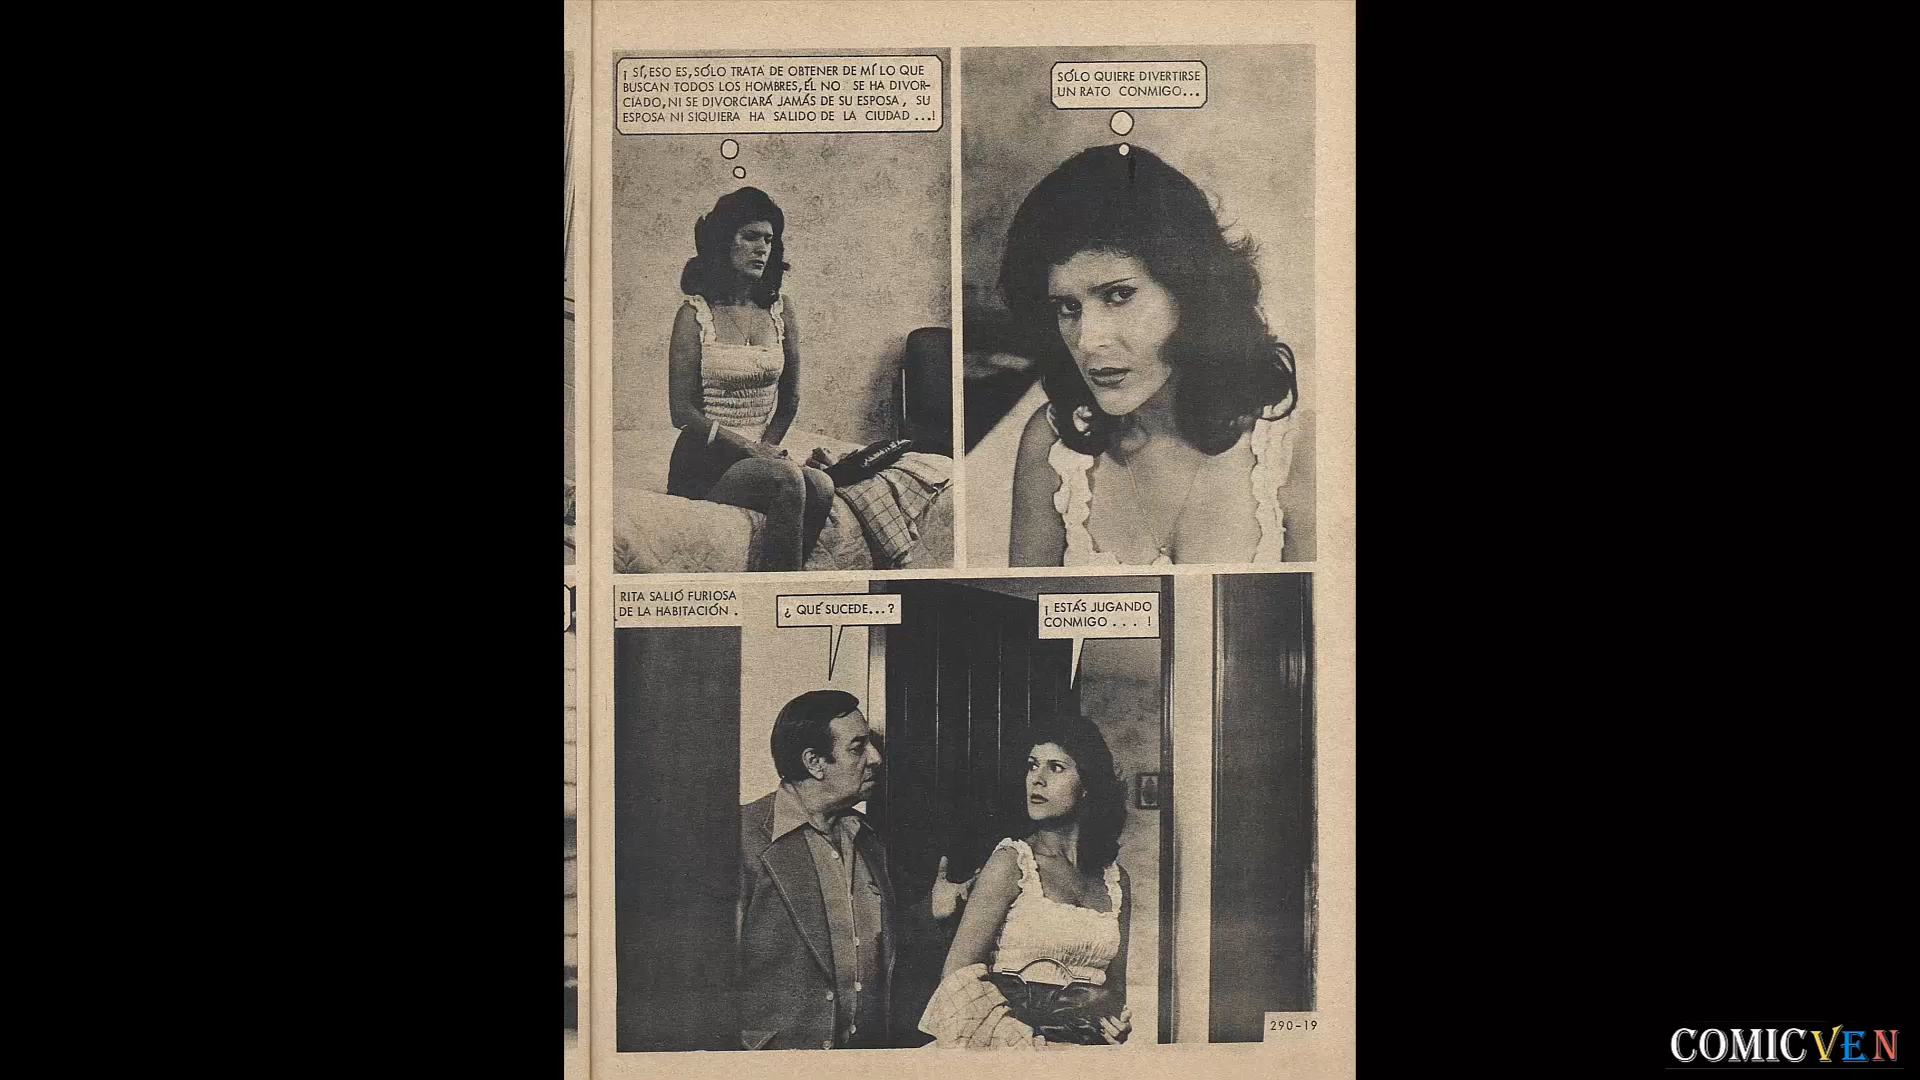 ¡ SÍ, ESO ES, SÓLO TRATA DE OBTENER DE MÍ LO QUE
BUSCAN TODOS LOS HOMBRES, ÉL NO SE HA DIVOR-
CIADO, NI SE DIVORCIARÁ JAMÁS DE SU ESPOSA, SU
ESPOSA NI SIQUIERA HA SALIDO DE LA CIUDAD ...!
SÓLO QUIERE DIVERTIRSE
UN RATO CONMIGO...
RITA SALIÓ FURIOSA
DE LA HABITACIÓN .
¿ QUÉ SUCEDE...?
¡ ESTÁS JUGANDO
CONMIGO . . . !
290-19
COMICVEN